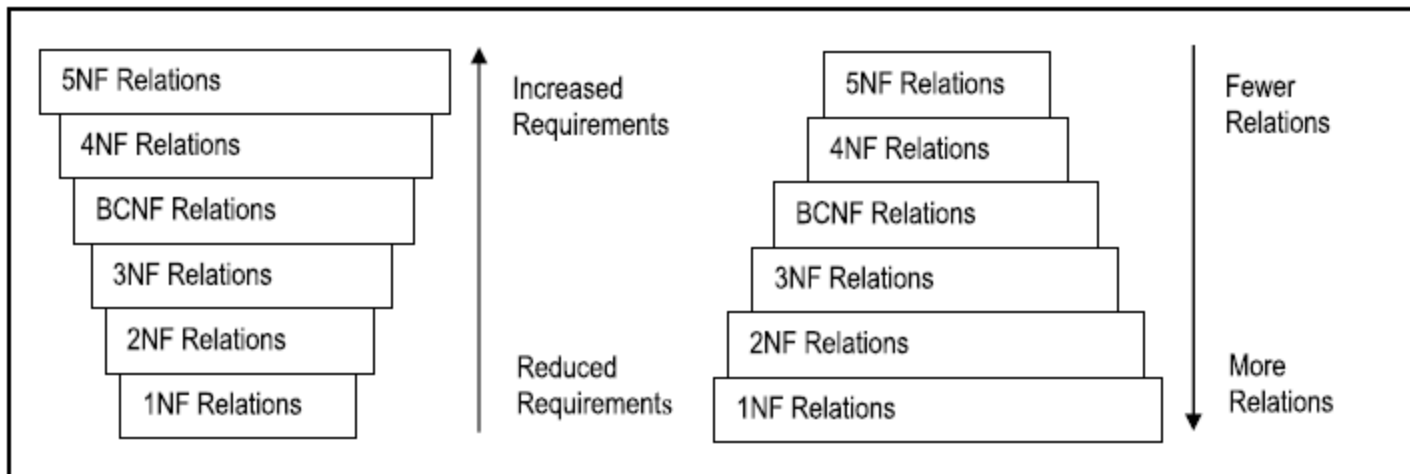 5NF Relations
4NF Relations
BCNF Relations
3NF Relations
2NF Relations
1NF Relations
Increased
Requirements
Reduced
Requirements
5NF Relations
4NF Relations
BCNF Relations
3NF Relations
2NF Relations
1NF Relations
Fewer
Relations
More
Relations